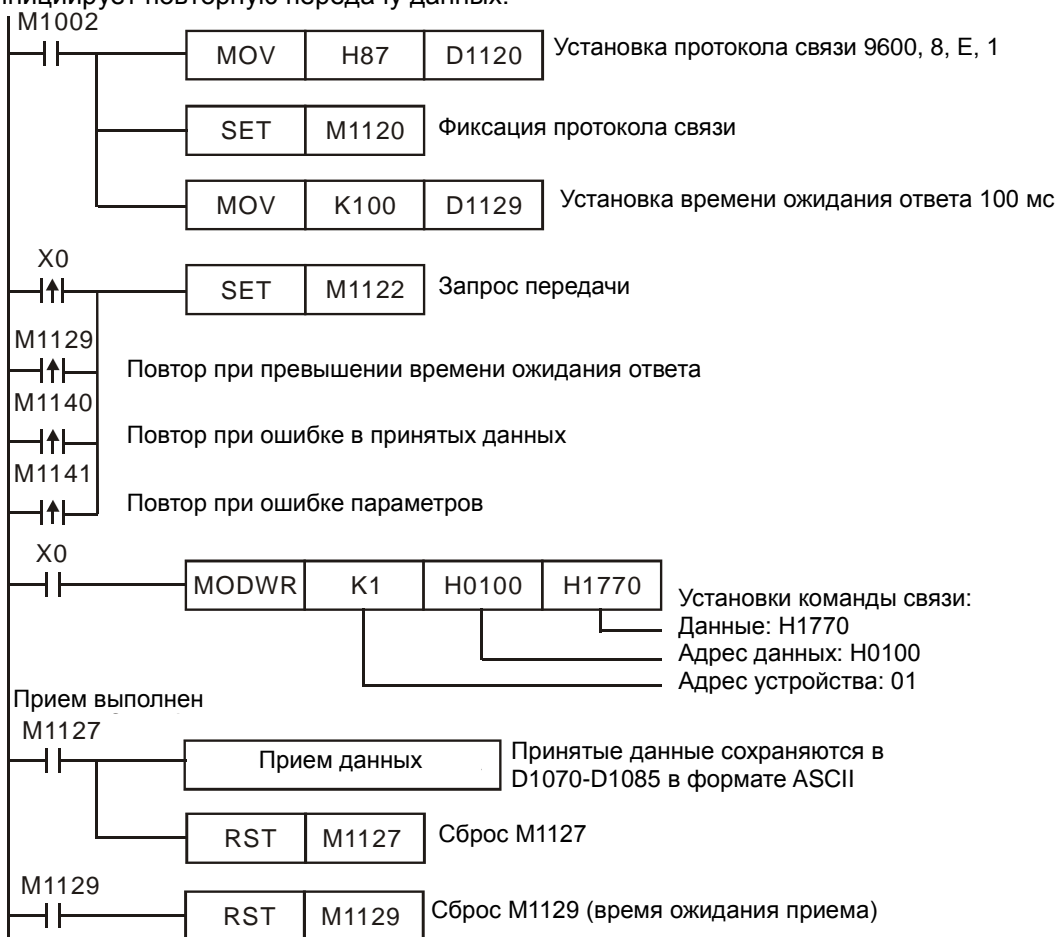 инициирует повторную передачу данных.
M1002
MOV H87 D1120 Установка протокола связи 9600, 8, E, 1
SET M1120 Фиксация протокола связи
MOV K100 D1129 Установка времени ожидания ответа 100 мс
X0
SET M1122 Запрос передачи
M1129
Повтор при превышении времени ожидания ответа
M1140
Повтор при ошибке в принятых данных
M1141
Повтор при ошибке параметров
X0
MODWR K1 H0100 H1770
Установки команды связи:
Данные: H1770
Адрес данных: H0100
Адрес устройства: 01
Прием выполнен
M1127
Прием данных
Принятые данные сохраняются в
D1070-D1085 в формате ASCII
RST M1127 Сброс M1127
M1129
RST M1129 Сброс M1129 (время ожидания приема)